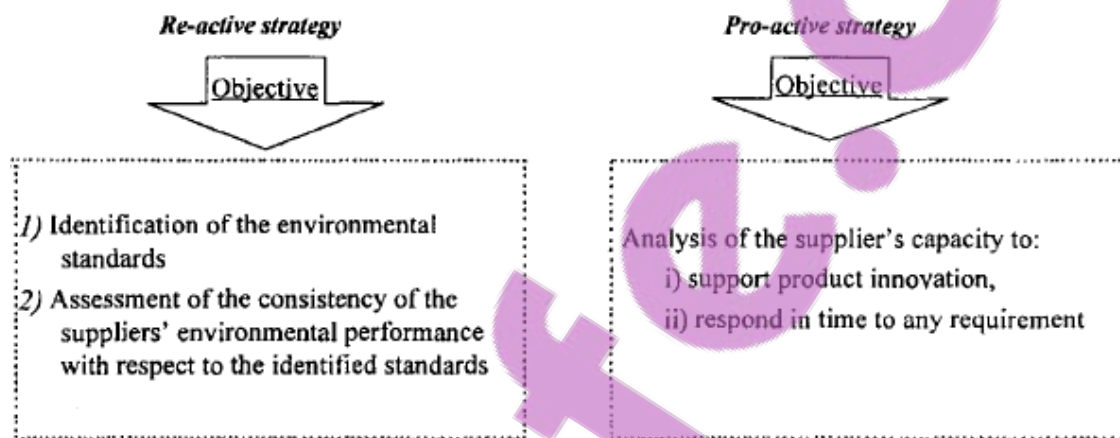 Re-active strategy
Objective
1) Identification of the environmental
standards
2) Assessment of the consistency of the
suppliers' environmental performance
with respect to the identified standards
Pro-active strategy
Objective
Analysis of the supplier's capacity to:
i) support product innovation,
ii) respond in time to any requirement